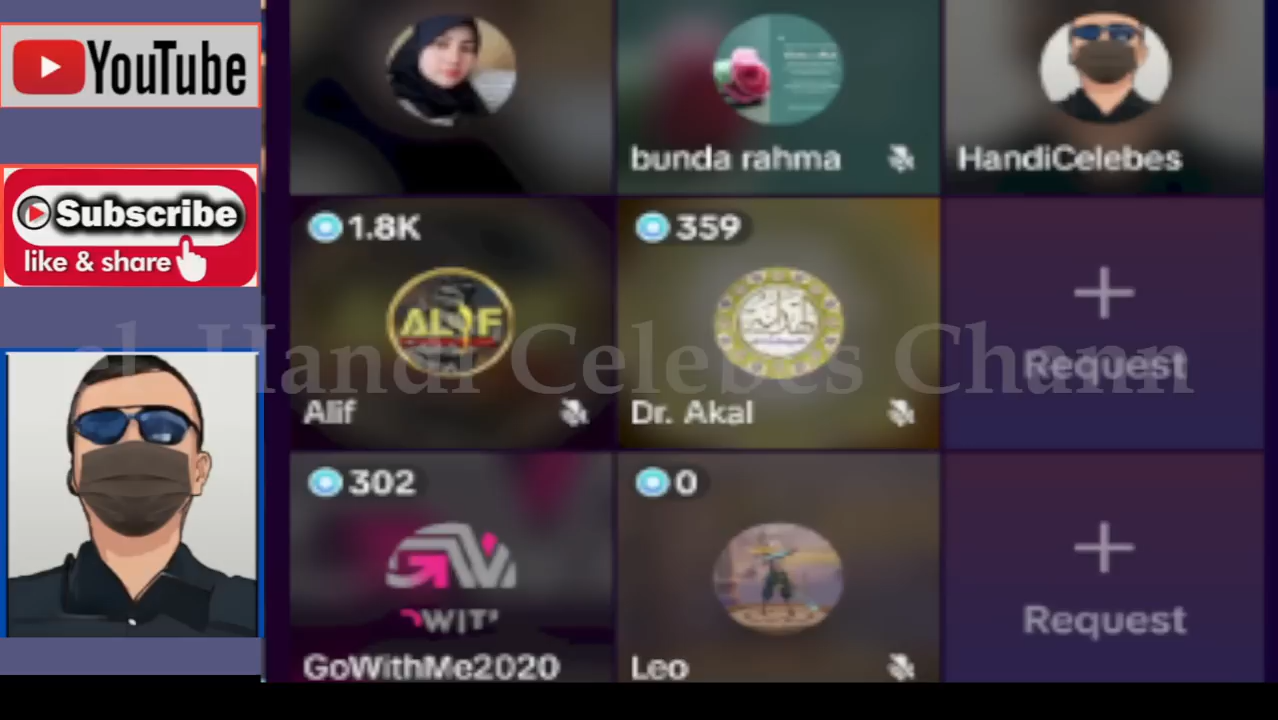 YouTube
Subscribe
like & share
bunda rahma
HandiCelebes
1.8K
359
ALIF
el Handi Celebes Chann
Request
Alif
Dr. Akal
302
0
Request
GoWithMe2020
Leo